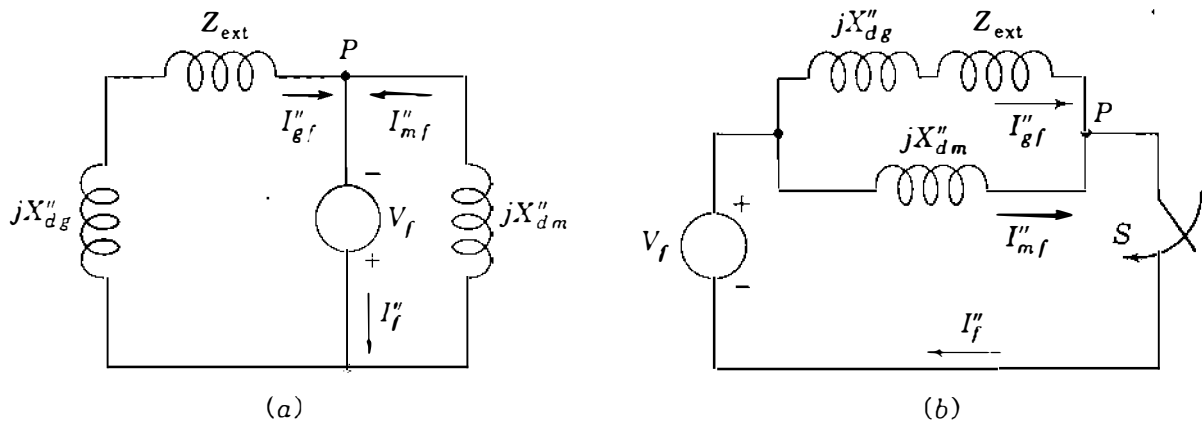 Z_ext
P
I''_gf
I''_mf
−
jX''_dg
V_f
+
jX''_dm
I''_f
(a)
jX''_dg
Z_ext
I''_gf
P
jX''_dm
+
V_f
−
I''_mf
S
I''_f
(b)